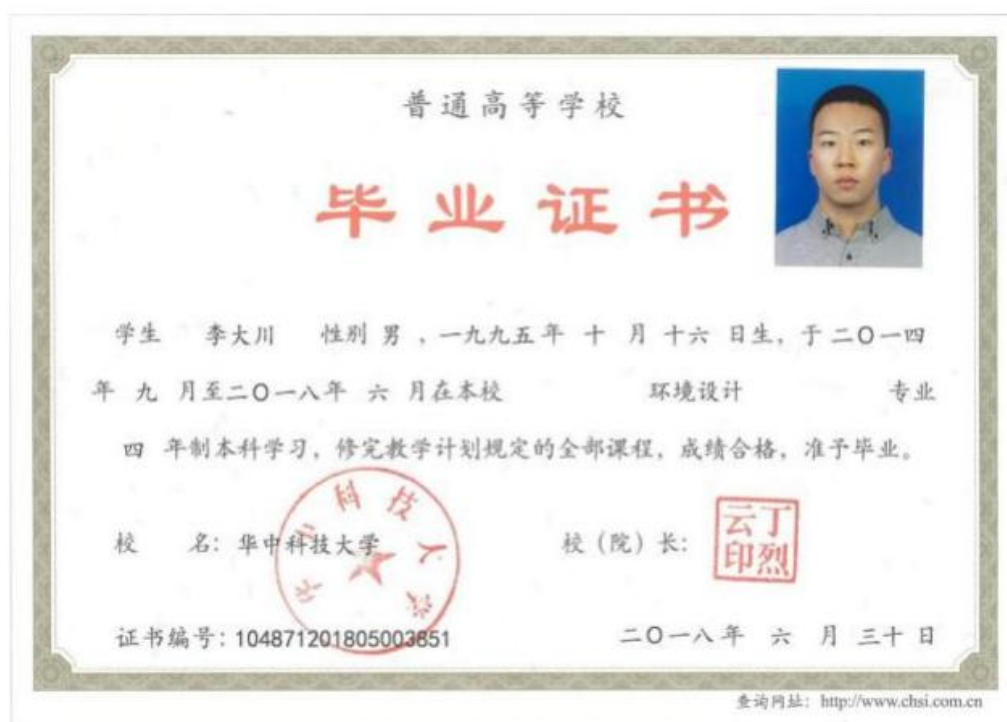 普通高等学校
毕业证书
学生 李大川 性别 男 ，一九九五年 十 月 十六 日生，于二〇一四
年 九 月至二〇一八年 六 月在本校 环境设计 专业
四 年制本科学习，修完教学计划规定的全部课程，成绩合格，准予毕业。
校 名：华中科技大学
华中科技大学
校（院）长：
云丁
印烈
证书编号：104871201805003851
二〇一八年 六 月 三十 日
查询网址：http://www.chsi.com.cn